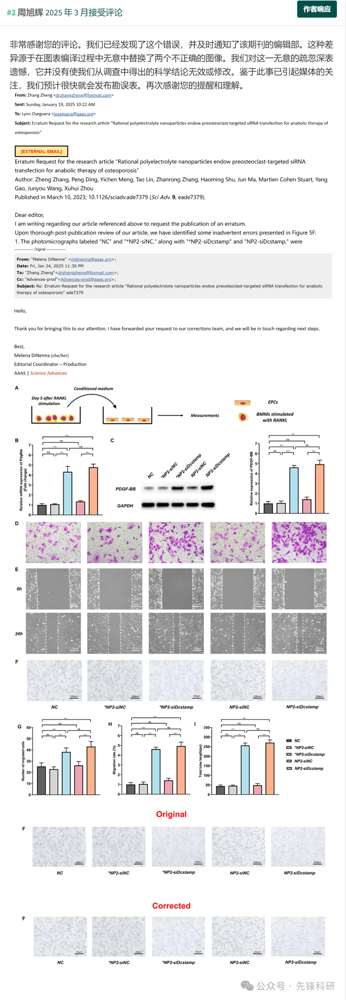 #2 周旭辉 2025 年 3 月接受评论
作者响应
非常感谢您的评论。我们已经发现了这个错误，并及时通知了该期刊的编辑部。这种差
异源于在图表编译过程中无意中替换了两个不正确的图像。我们对这一无意的疏忽深表
遗憾，它并没有使我们从调查中得出的科学结论无效或修改。鉴于此事已引起媒体的关
注，我们预计很快就会发布勘误表。再次感谢您的提醒和理解。
From: Zhang Zheng <drzhangzheng@foxmail.com>
Sent: Sunday, January 19, 2025 10:22 AM
To: Lynn Oseguera <loseguera@aaas.org>
Subject: Erratum Request for the research article "Rational polyelectrolyte nanoparticles endow preosteoclast-targeted siRNA transfection for anabolic therapy of
osteoporosis"
[EXTERNAL EMAIL]
Erratum Request for the research article "Rational polyelectrolyte nanoparticles endow preosteoclast-targeted siRNA
transfection for anabolic therapy of osteoporosis"
Author: Zheng Zhang, Peng Ding, Yichen Meng, Tao Lin, Zhanrong Zhang, Haoming Shu, Jun Ma, Martien Cohen Stuart, Yang
Gao, Junyou Wang, Xuhui Zhou
Published in March 10, 2023; 10.1126/sciadv.ade7379 (Sci Adv. 9, eade7379).
Dear editor,
I am writing regarding our article referenced above to request the publication of an erratum.
Upon thorough post-publication review of our article, we have identified some inadvertent errors presented in Figure 5F:
1. The photomicrographs labeled "NC" and "*NP2-siNC," along with "*NP2-siDcstamp" and "NP2-siDcstamp," were
------------------ Original ------------------
From: "Melena DiNenna" <mdinenna@aaas.org>;
Date: Fri, Jan 24, 2025 11:30 PM
To: "Zhang Zheng"<drzhangzheng@foxmail.com>;
Cc: "Advances-prod"<Advances-prod@aaas.org>;
Subject: Re: Erratum Request for the research article "Rational polyelectrolyte nanoparticles endow preosteoclast-targeted siRNA transfection for anabolic
therapy of osteoporosis" ade7379
Hello,
Thank you for bringing this to our attention. I have forwarded your request to our corrections team, and we will be in touch regarding next steps.
Best,
Melena DiNenna (she/her)
Editorial Coordinator – Production
AAAS | Science Advances
A
Conditioned medium
Day 5 after RANKL
stimulation
Measurements
EPCs
BMMs stimulated
with RANKL
B
Relative mRNA expression of Pdgfbb
(Fold change)
7
6
5
4
3
2
1
0
***
ns
*** ns
ns *** ***
C
NC *NP2-siNC *NP2-siDcstamp NP2-siNC NP2-siDcstamp
PDGF-BB
GAPDH
Relative expression of PDGF-BB
7
6
5
4
3
2
1
0
***
ns
*** ns
ns *** ***
D
E
0h
100μm 100μm 100μm 100μm 100μm
24h
100μm 100μm 100μm 100μm 100μm
F
100μm 100μm 100μm 100μm 100μm
NC *NP2-siNC *NP2-siDcstamp NP2-siNC NP2-siDcstamp
G
Number of migrated cells
60
50
40
30
20
10
0
***
ns
*** ns
ns *** ***
H
Migration rate (%)
7
6
5
4
3
2
1
0
***
ns
*** ns
ns *** ***
I
Total tube length(px)
350
300
250
200
150
100
50
0
***
ns
*** ns
ns *** ***
NC
*NP2-siNC
*NP2-siDcstamp
NP2-siNC
NP2-siDcstamp
Original
F
100μm 100μm 100μm 100μm 100μm
NC *NP2-siNC *NP2-siDcstamp NP2-siNC NP2-siDcstamp
Corrected
F
25μm 25μm 25μm 25μm 25μm
NC *NP2-siNC *NP2-siDcstamp NP2-siNC NP2-siDcstamp
公众号 · 先锋科研